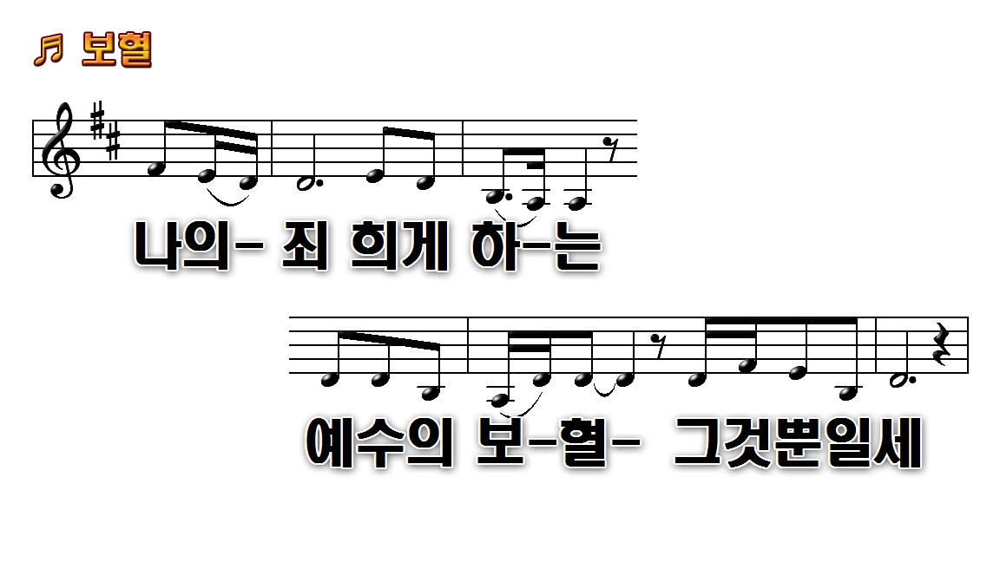 ♬ 보혈
나의- 죄 희게 하-는
예수의 보-혈- 그것뿐일세